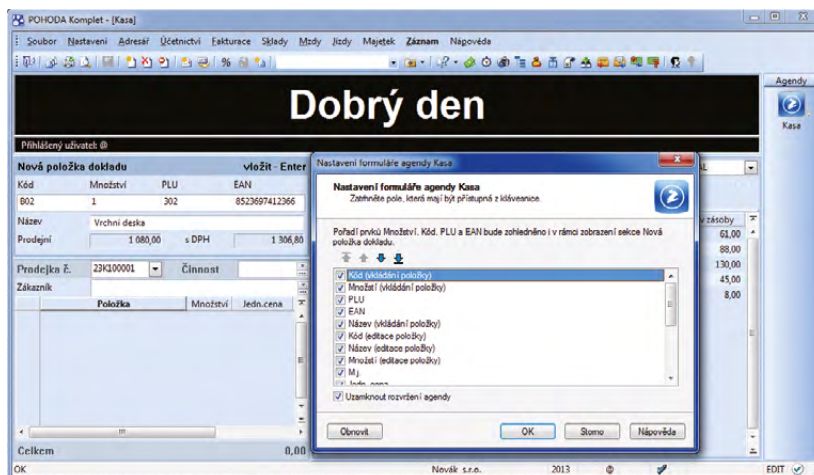 POHODA Komplet - [Kasa]
Soubor Nastavení Adresář Účetnictví Fakturace Sklady Mzdy Jízdy Majetek Záznam Nápověda
Agendy
Kasa
Dobrý den
Přihlášený uživatel: @
Nová položka dokladu vložit - Enter
Kód Množství PLU EAN
B02 1 302 8523697412366
Název Vrchní deska
Prodejní 1 080,00 s DPH 1 306,80
Prodejka č. 23K100001 Činnost
Zákazník
Položka Množství Jedn.cena
Celkem 0,00
v zásoby
61,00
88,00
130,00
45,00
8,00
Nastavení formuláře agendy Kasa
Nastavení formuláře agendy Kasa
Zatrhněte pole, která mají být přístupná z klávesnice.
Pořadí prvků Množství, Kód, PLU a EAN bude zohledněno i v rámci zobrazení sekce Nová
položka dokladu.
Kód (vkládání položky)
Množství (vkládání položky)
PLU
EAN
Název (vkládání položky)
Kód (editace položky)
Název (editace položky)
Množství (editace položky)
M.j.
Jedn. cena
Uzamknout rozvržení agendy
Obnovit OK Storno Nápověda
OK Novák s.r.o. 2013 @ EDIT